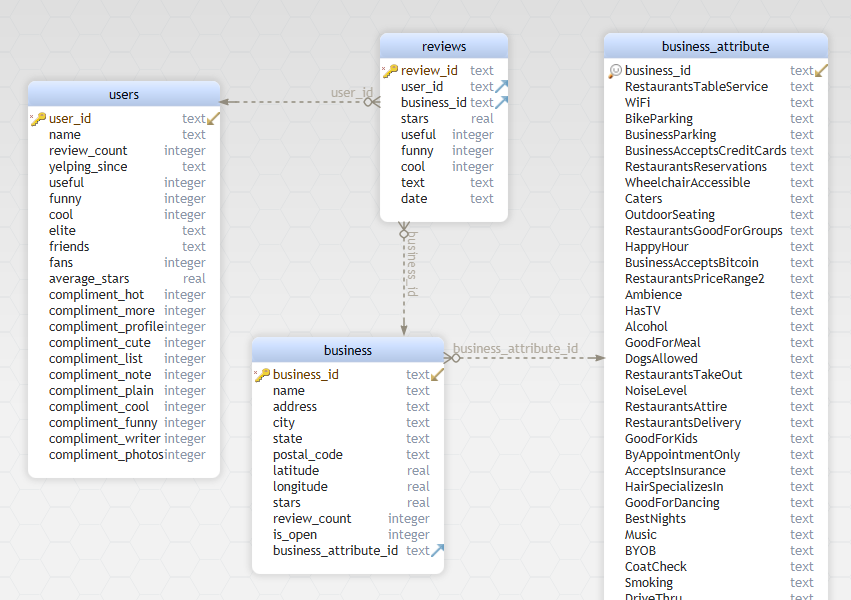 users
user_id text
name text
review_count integer
yelping_since text
useful integer
funny integer
cool integer
elite text
friends text
fans integer
average_stars real
compliment_hot integer
compliment_more integer
compliment_profile integer
compliment_cute integer
compliment_list integer
compliment_note integer
compliment_plain integer
compliment_cool integer
compliment_funny integer
compliment_writer integer
compliment_photos integer
user_id
reviews
review_id text
user_id text
business_id text
stars real
useful integer
funny integer
cool integer
text text
date text
business_id
business
business_id text
name text
address text
city text
state text
postal_code text
latitude real
longitude real
stars real
review_count integer
is_open integer
business_attribute_id text
business_attribute_id
business_attribute
business_id text
RestaurantsTableService text
WiFi text
BikeParking text
BusinessParking text
BusinessAcceptsCreditCards text
RestaurantsReservations text
WheelchairAccessible text
Caters text
OutdoorSeating text
RestaurantsGoodForGroups text
HappyHour text
BusinessAcceptsBitcoin text
RestaurantsPriceRange2 text
Ambience text
HasTV text
Alcohol text
GoodForMeal text
DogsAllowed text
RestaurantsTakeOut text
NoiseLevel text
RestaurantsAttire text
RestaurantsDelivery text
GoodForKids text
ByAppointmentOnly text
AcceptsInsurance text
HairSpecializesIn text
GoodForDancing text
BestNights text
Music text
BYOB text
CoatCheck text
Smoking text
DriveThru text